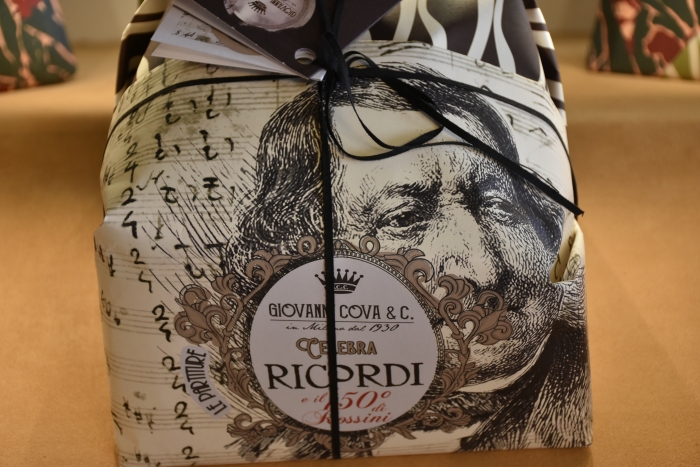 GIOVANNI COVA & C.
in Milano dal 1930
CELEBRA
RICORDI
e il 150°
di
Rossini
LE PARTITURE